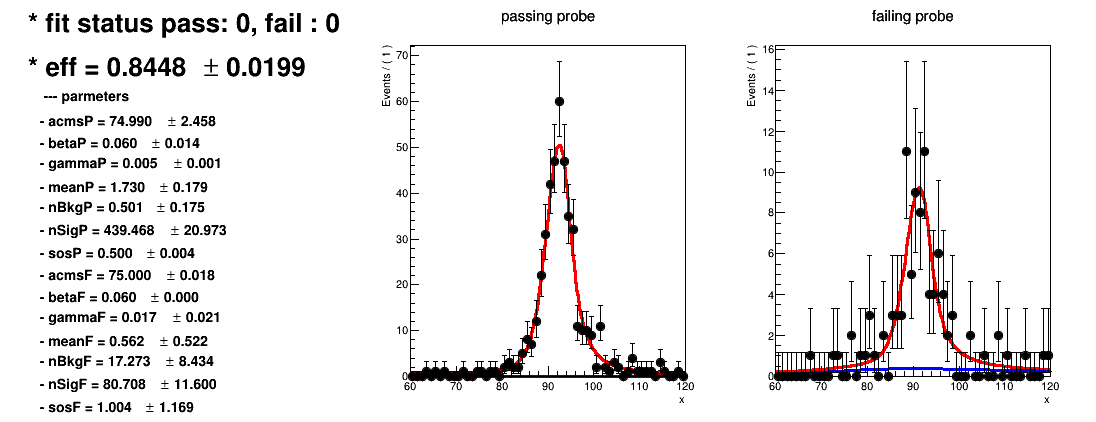 * fit status pass: 0, fail : 0
* eff = 0.8448 ± 0.0199
--- parmeters
- acmsP = 74.990 ± 2.458
- betaP = 0.060 ± 0.014
- gammaP = 0.005 ± 0.001
- meanP = 1.730 ± 0.179
- nBkgP = 0.501 ± 0.175
- nSigP = 439.468 ± 20.973
- sosP = 0.500 ± 0.004
- acmsF = 75.000 ± 0.018
- betaF = 0.060 ± 0.000
- gammaF = 0.017 ± 0.021
- meanF = 0.562 ± 0.522
- nBkgF = 17.273 ± 8.434
- nSigF = 80.708 ± 11.600
- sosF = 1.004 ± 1.169
passing probe
Events / ( 1 )
70
60
50
40
30
20
10
0
60 70 80 90 100 110 120
x
failing probe
Events / ( 1 )
16
14
12
10
8
6
4
2
0
60 70 80 90 100 110 120
x